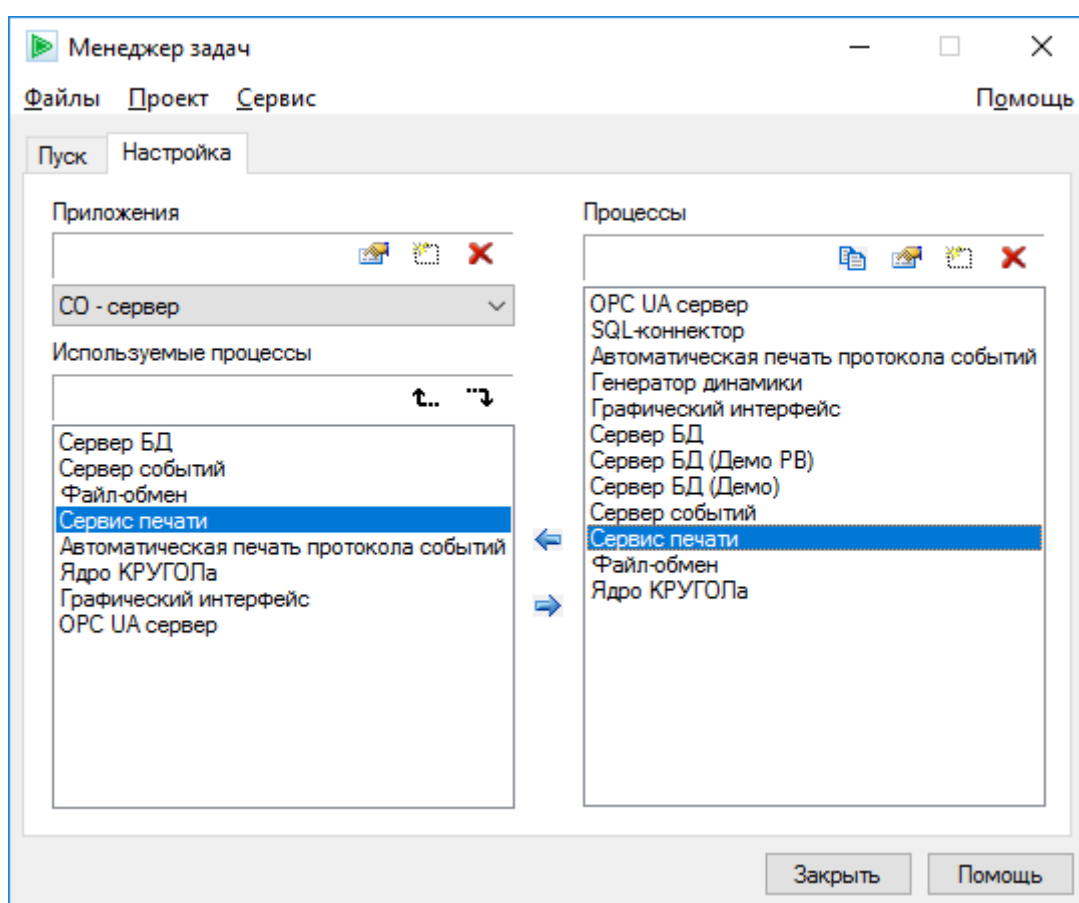 Менеджер задач
Файлы Проект Сервис Помощь
Пуск Настройка
Приложения
СО - сервер
Используемые процессы
Сервер БД
Сервер событий
Файл-обмен
Сервис печати
Автоматическая печать протокола событий
Ядро КРУГОЛа
Графический интерфейс
OPC UA сервер
Процессы
OPC UA сервер
SQL-коннектор
Автоматическая печать протокола событий
Генератор динамики
Графический интерфейс
Сервер БД
Сервер БД (Демо РВ)
Сервер БД (Демо)
Сервер событий
Сервис печати
Файл-обмен
Ядро КРУГОЛа
Закрыть Помощь